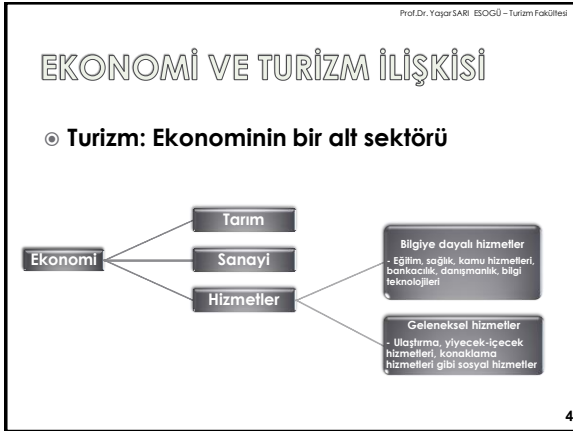 Prof.Dr. Yaşar SARI ESOGÜ – Turizm Fakültesi
EKONOMİ VE TURİZM İLİŞKİSİ
Turizm: Ekonominin bir alt sektörü
Ekonomi
Tarım
Sanayi
Hizmetler
Bilgiye dayalı hizmetler
- Eğitim, sağlık, kamu hizmetleri,
bankacılık, danışmanlık, bilgi
teknolojileri
Geleneksel hizmetler
- Ulaştırma, yiyecek-içecek
hizmetleri, konaklama
hizmetleri gibi sosyal hizmetler
4